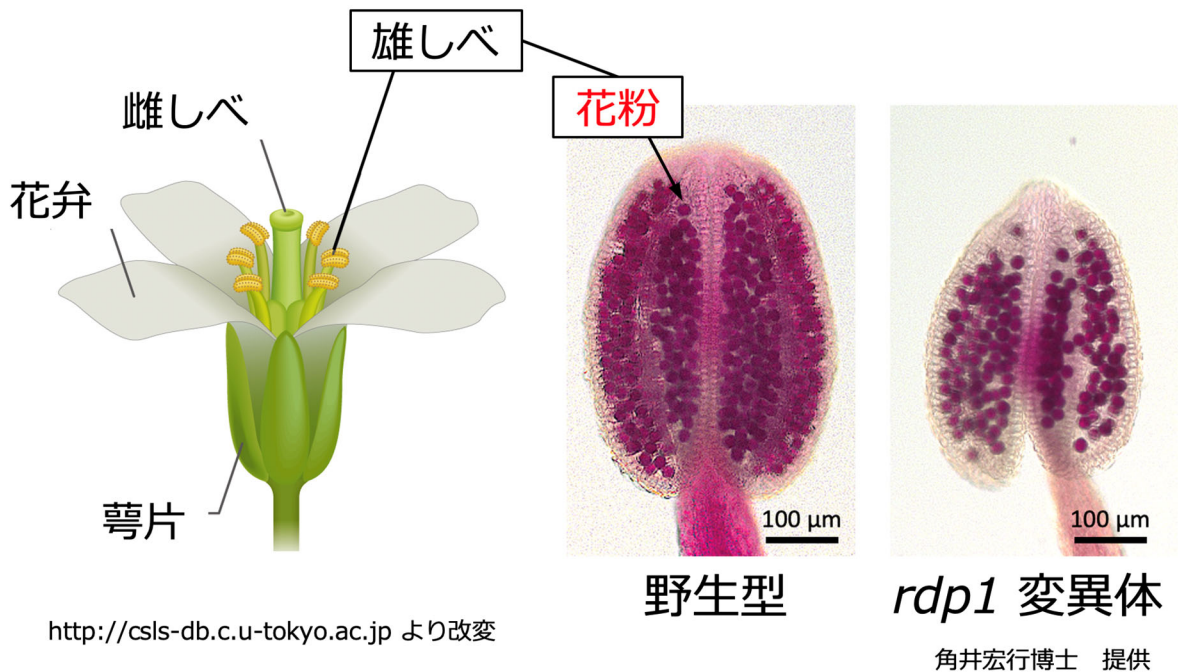 雄しべ
花粉
雌しべ
花弁
萼片
100 µm
100 µm
野生型
rdp1 変異体
http://csls-db.c.u-tokyo.ac.jp より改変
角井宏行博士　提供